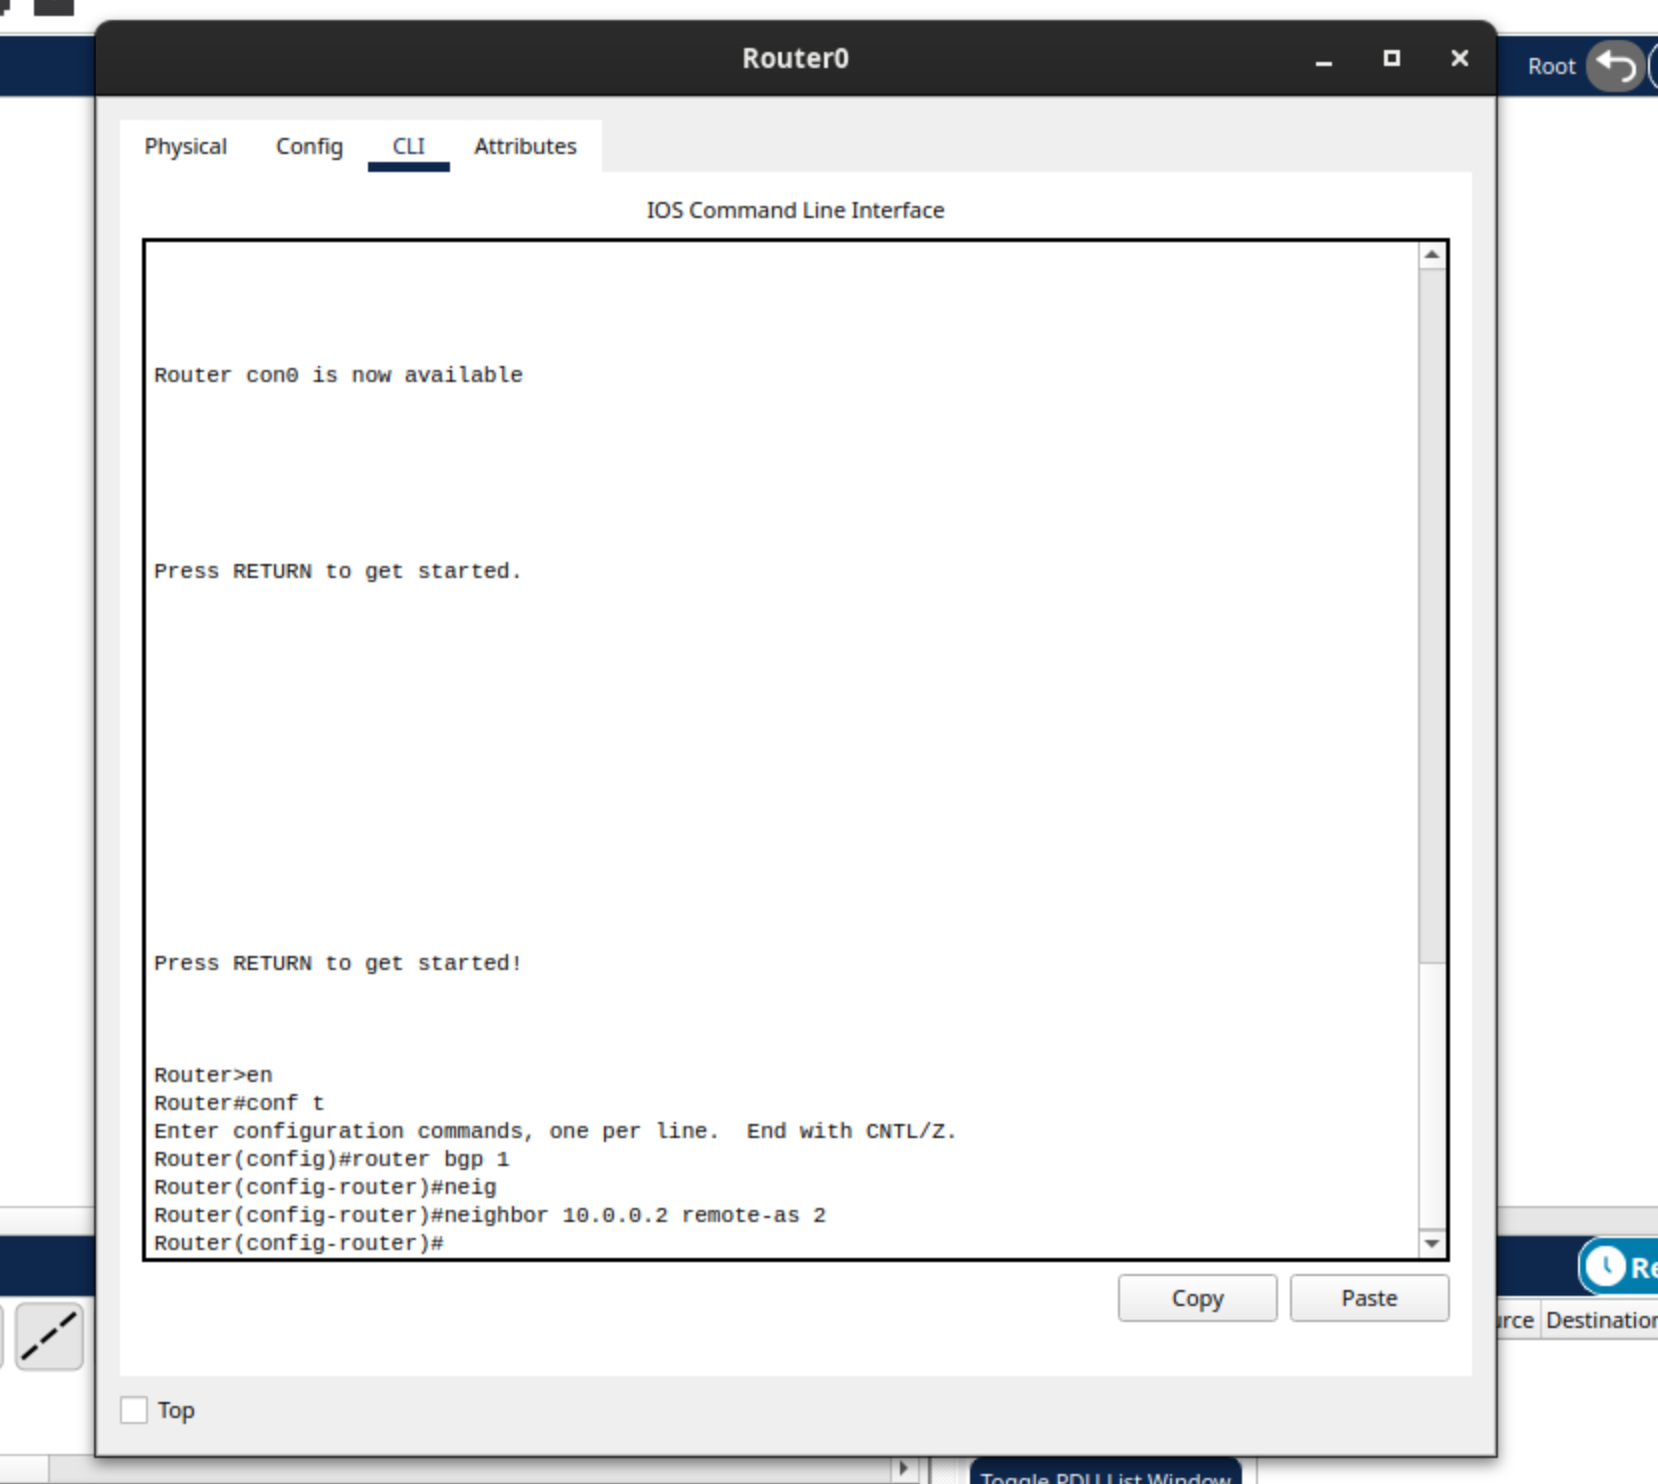 Router0
Root
Physical Config CLI Attributes
IOS Command Line Interface
Router con0 is now available
Press RETURN to get started.
Press RETURN to get started!
Router>en
Router#conf t
Enter configuration commands, one per line.  End with CNTL/Z.
Router(config)#router bgp 1
Router(config-router)#neig
Router(config-router)#neighbor 10.0.0.2 remote-as 2
Router(config-router)#
Copy Paste
Destination
Top
Toggle PDU List Window